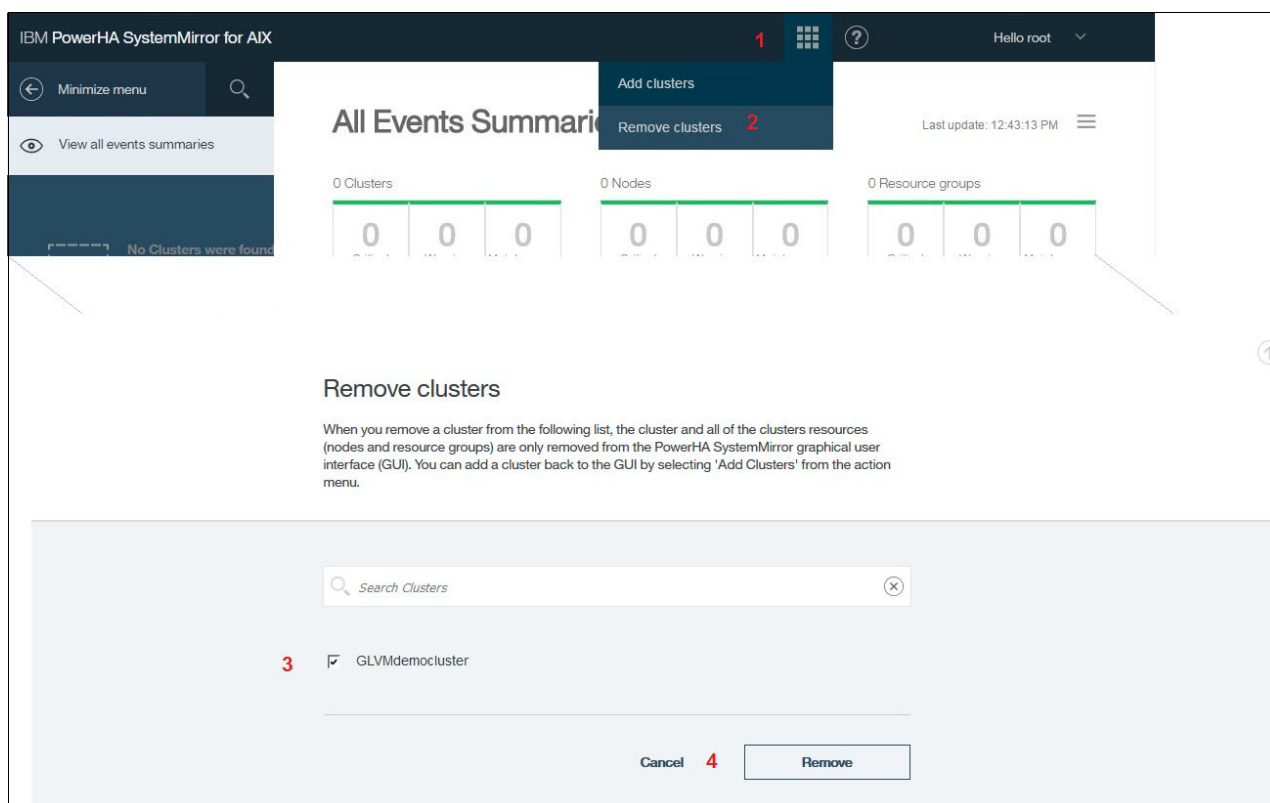 IBM PowerHA SystemMirror for AIX
1
?
Hello root
Minimize menu
Add clusters
All Events Summari
Remove clusters
2
Last update: 12:43:13 PM
View all events summaries
0 Clusters
0 Nodes
0 Resource groups
0 0 0
0 0 0
0 0 0
No Clusters were found
Remove clusters
When you remove a cluster from the following list, the cluster and all of the clusters resources
(nodes and resource groups) are only removed from the PowerHA SystemMirror graphical user
interface (GUI). You can add a cluster back to the GUI by selecting 'Add Clusters' from the action
menu.
Search Clusters
3
GLVMdemocluster
Cancel
4
Remove